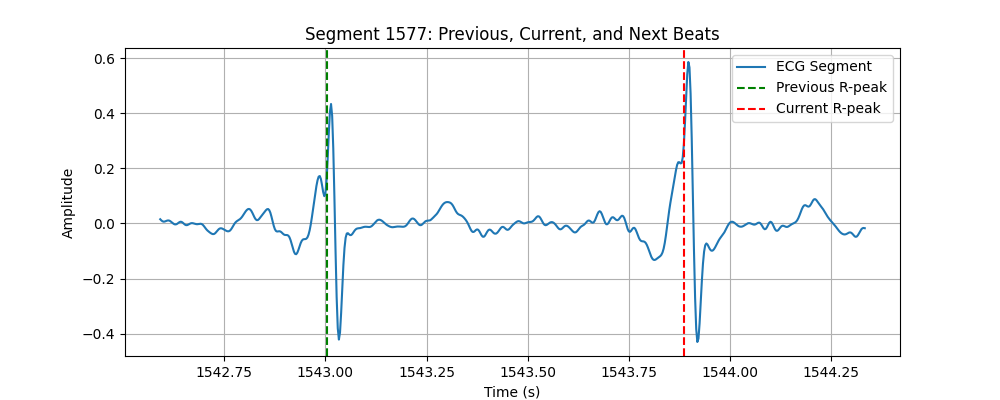 Segment 1577: Previous, Current, and Next Beats
ECG Segment
Previous R-peak
Current R-peak
0.6
0.4
0.2
0.0
−0.2
−0.4
Amplitude
1542.75 1543.00 1543.25 1543.50 1543.75 1544.00 1544.25
Time (s)